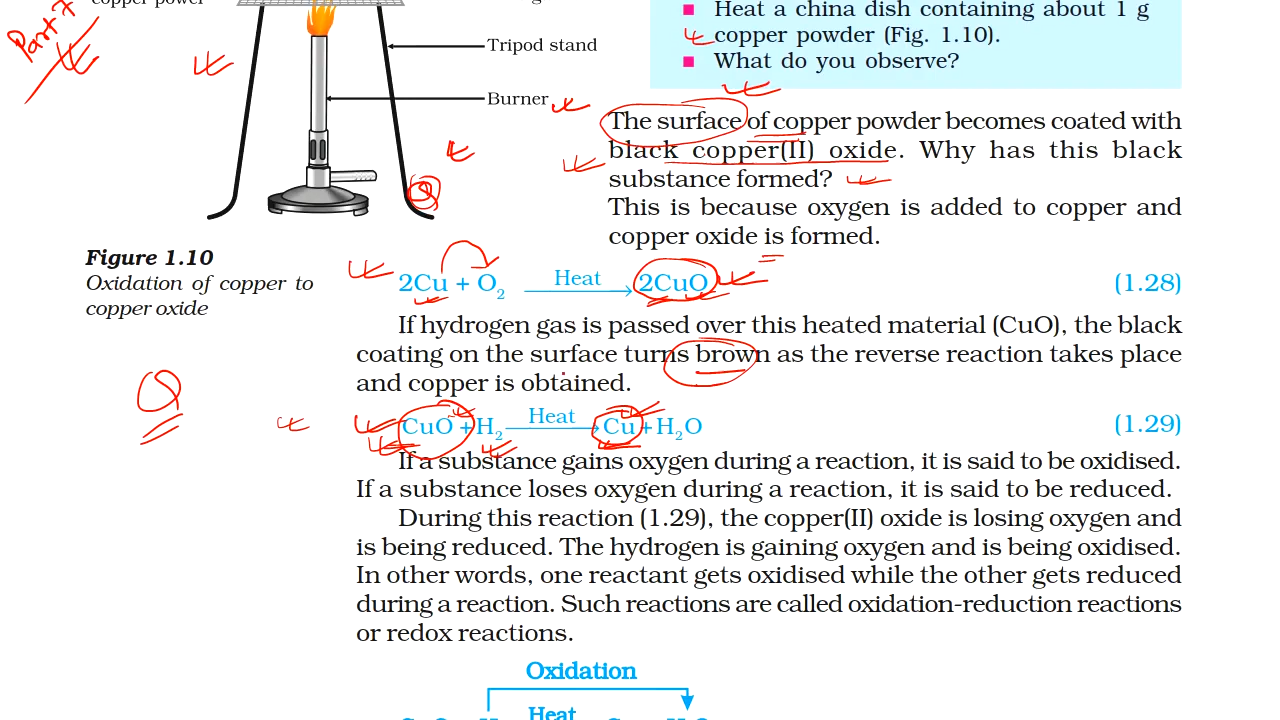 copper power
Part 7
Tripod stand
Burner
Heat a china dish containing about 1 g
copper powder (Fig. 1.10).
What do you observe?
The surface of copper powder becomes coated with
black copper(II) oxide. Why has this black
substance formed?
This is because oxygen is added to copper and
copper oxide is formed.
Figure 1.10
Oxidation of copper to
copper oxide
2Cu + O2 Heat 2CuO (1.28)
If hydrogen gas is passed over this heated material (CuO), the black
coating on the surface turns brown as the reverse reaction takes place
and copper is obtained.
Q
CuO + H2 Heat Cu + H2O (1.29)
If a substance gains oxygen during a reaction, it is said to be oxidised.
If a substance loses oxygen during a reaction, it is said to be reduced.
During this reaction (1.29), the copper(II) oxide is losing oxygen and
is being reduced. The hydrogen is gaining oxygen and is being oxidised.
In other words, one reactant gets oxidised while the other gets reduced
during a reaction. Such reactions are called oxidation-reduction reactions
or redox reactions.
Oxidation
Heat